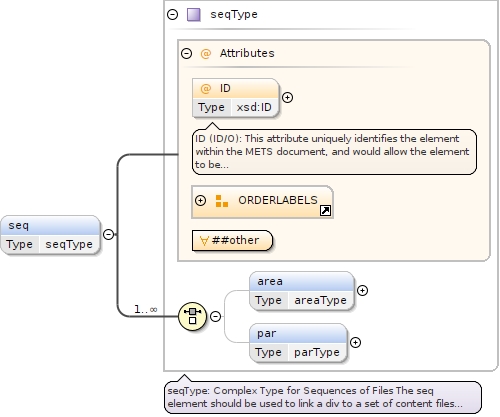 seqType
@ Attributes
@ ID
Type xsd:ID
ID (ID/O): This attribute uniquely identifies the element
within the METS document, and would allow the element
to be...
ORDERLABELS
∀ ##other
seq
Type seqType
1..∞
area
Type areaType
par
Type parType
seqType: Complex Type for Sequences of Files The seq
element should be used to link a div to a set of content files...